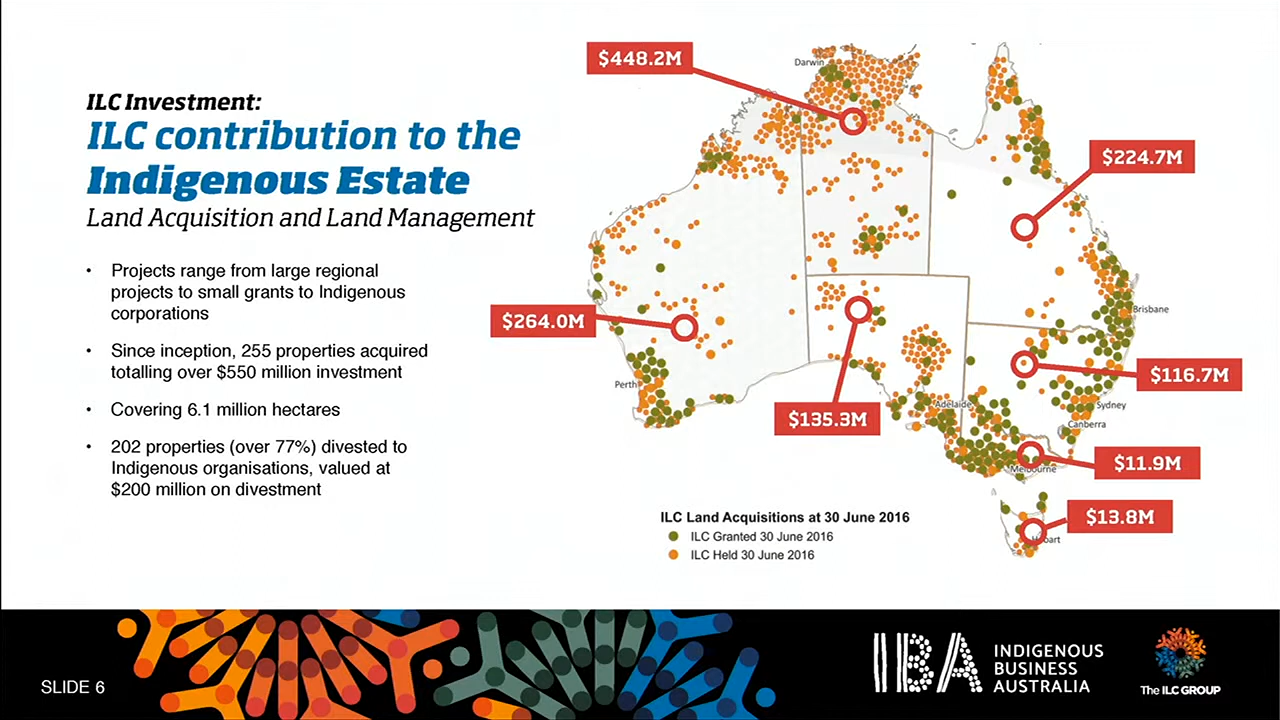 ILC Investment:
ILC contribution to the
Indigenous Estate
Land Acquisition and Land Management
• Projects range from large regional
projects to small grants to Indigenous
corporations
• Since inception, 255 properties acquired
totalling over $550 million investment
• Covering 6.1 million hectares
• 202 properties (over 77%) divested to
Indigenous organisations, valued at
$200 million on divestment
$448.2M
Darwin
$224.7M
$264.0M
Brisbane
$116.7M
Perth
Adelaide
Sydney
$135.3M
Canberra
$11.9M
Melbourne
$13.8M
Hobart
ILC Land Acquisitions at 30 June 2016
ILC Granted 30 June 2016
ILC Held 30 June 2016
SLIDE 6
IBA
INDIGENOUS
BUSINESS
AUSTRALIA
The ILC GROUP